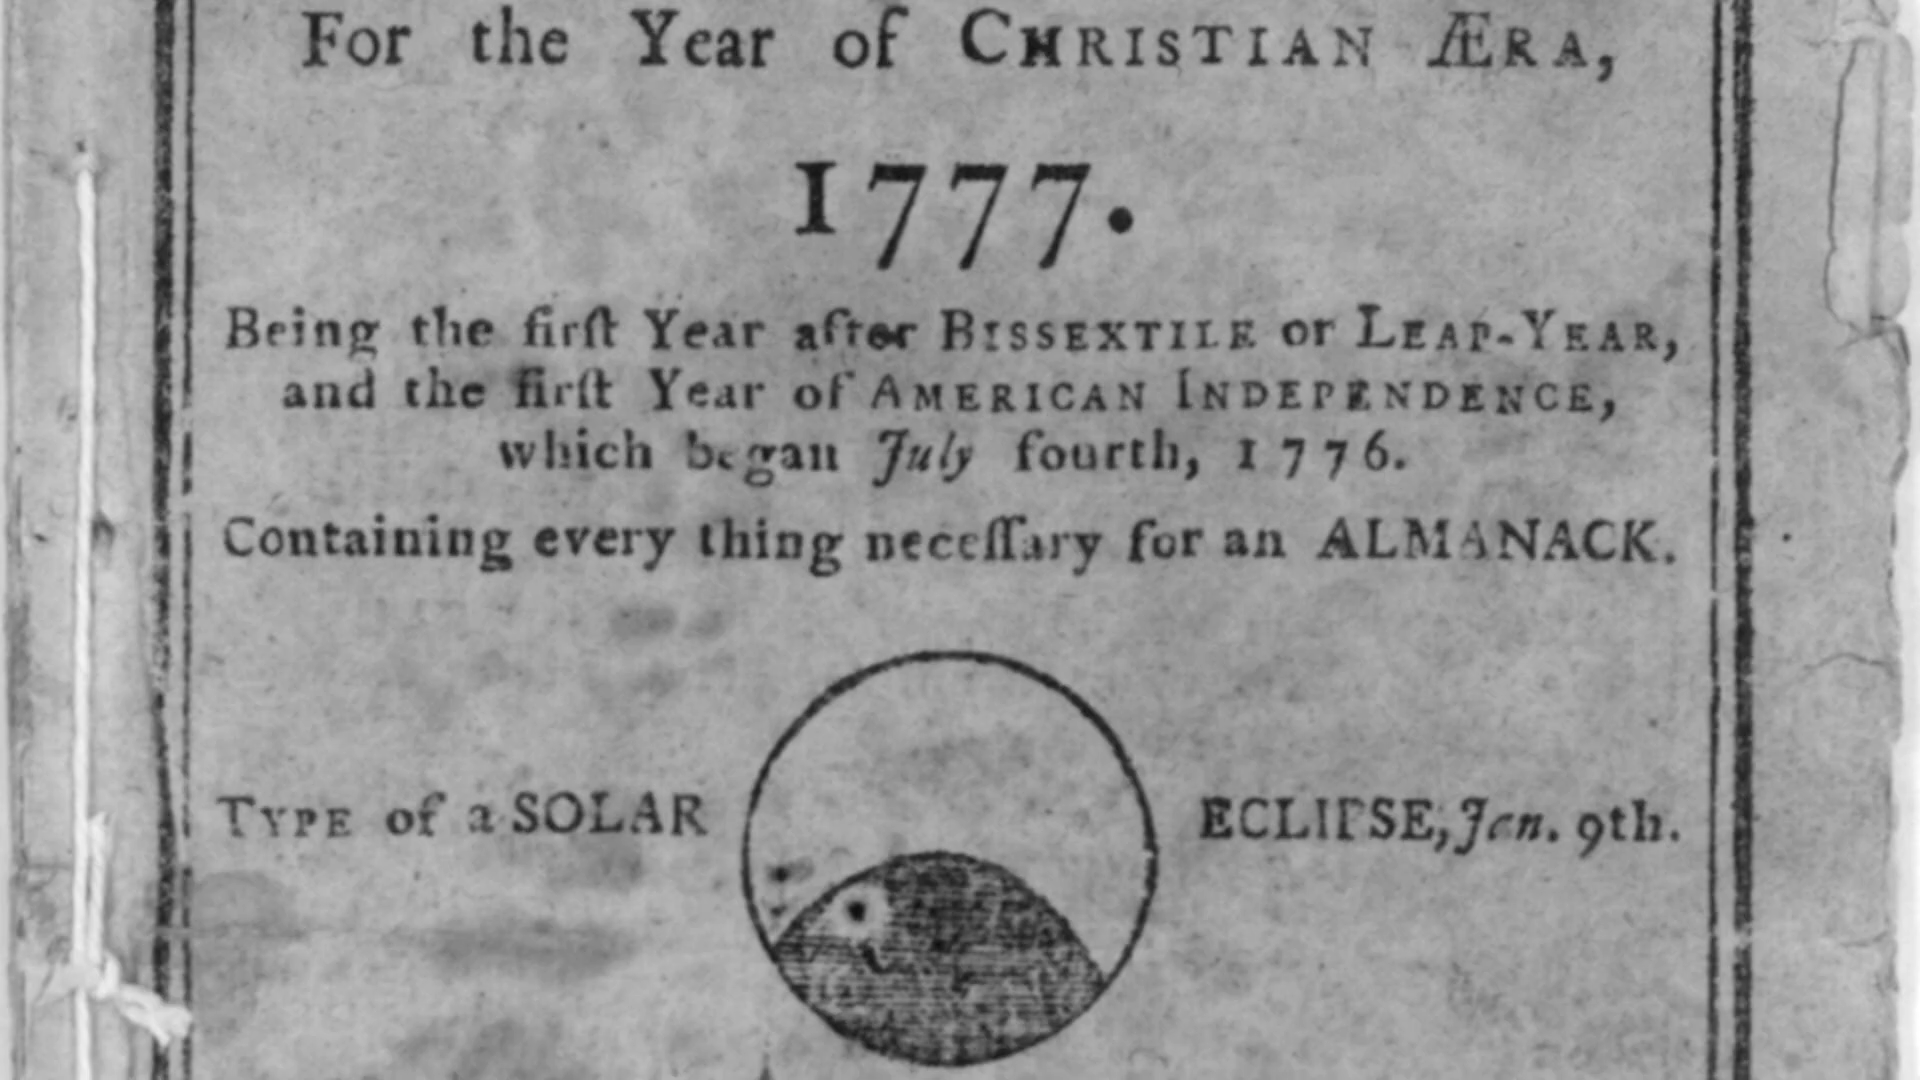 For the Year of CHRISTIAN ÆRA,
1777.
Being the firſt Year after BISSEXTILE or LEAP-YEAR,
and the firſt Year of AMERICAN INDEPENDENCE,
which began July fourth, 1776.
Containing every thing neceſſary for an ALMANACK.
TYPE of a SOLAR ECLIPSE, Jan. 9th.